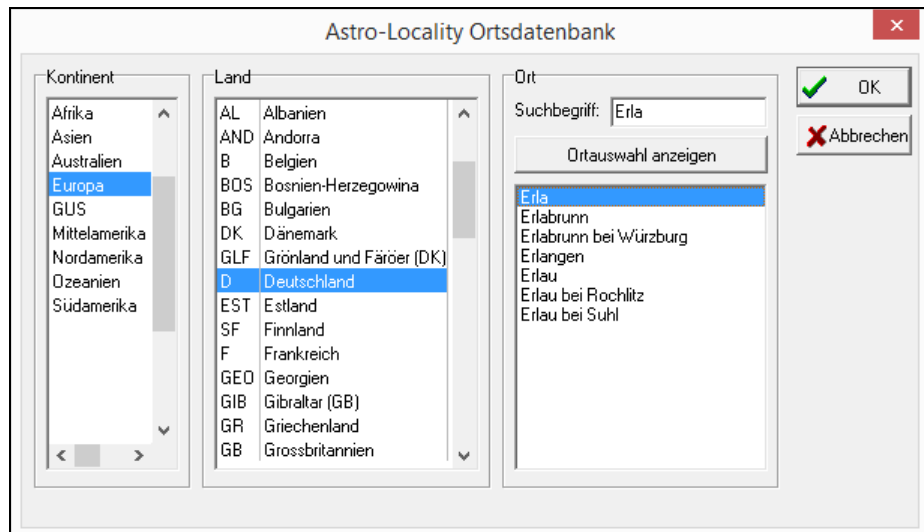 Astro-Locality Ortsdatenbank
Kontinent
Afrika
Asien
Australien
Europa
GUS
Mittelamerika
Nordamerika
Ozeanien
Südamerika
Land
AL Albanien
AND Andorra
B Belgien
BOS Bosnien-Herzegowina
BG Bulgarien
DK Dänemark
GLF Grönland und Färöer (DK)
D Deutschland
EST Estland
SF Finnland
F Frankreich
GEO Georgien
GIB Gibraltar (GB)
GR Griechenland
GB Grossbritannien
Ort
Suchbegriff: Erla
Ortauswahl anzeigen
Erla
Erlabrunn
Erlabrunn bei Würzburg
Erlangen
Erlau
Erlau bei Rochlitz
Erlau bei Suhl
OK
Abbrechen